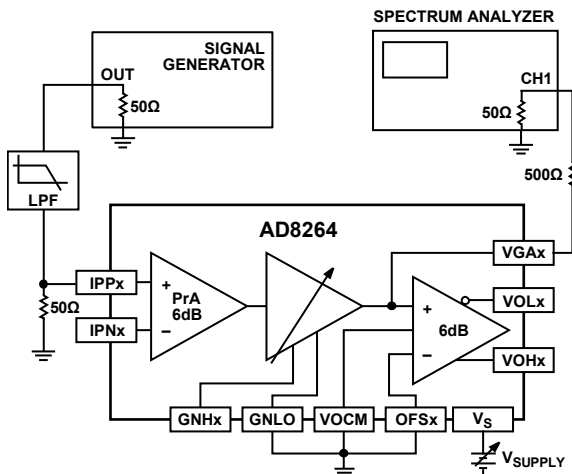 SPECTRUM ANALYZER
SIGNAL
GENERATOR
OUT
50Ω
CH1
50Ω
500Ω
LPF
AD8264
VGAx
IPPx
+
PrA
6dB
–
50Ω
IPNx
+
6dB
–
VOLx
VOHx
GNHx
GNLO
VOCM
OFSx
VS
VSUPPLY